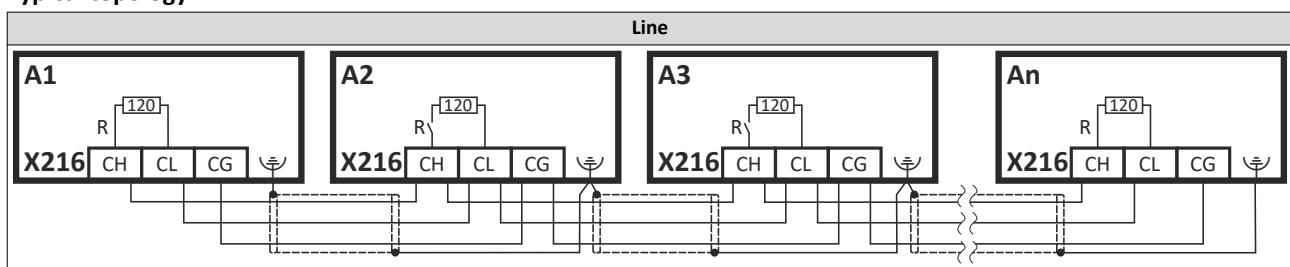 Line
A1 A2 A3 An
120 120 120 120
R R R R
X216 CH CL CG X216 CH CL CG X216 CH CL CG X216 CH CL CG